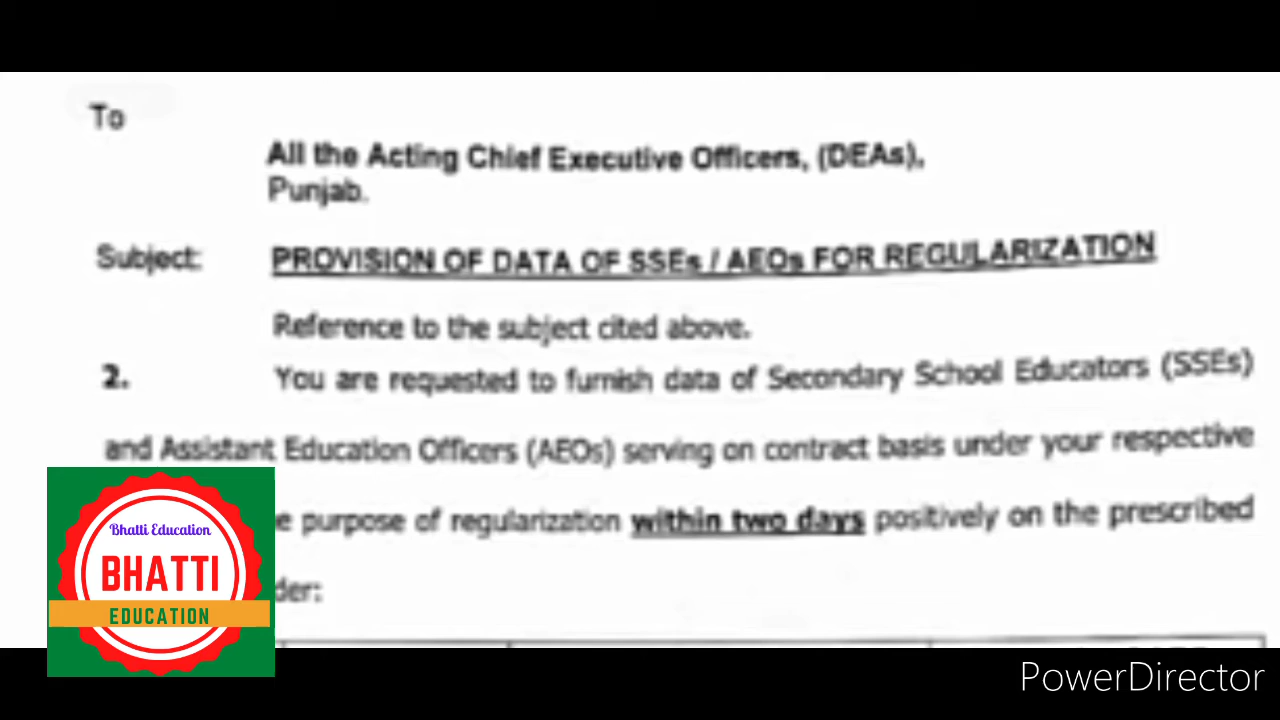 To
All the Acting Chief Executive Officers, (DEAs),
Punjab.
Subject: PROVISION OF DATA OF SSEs / AEOs FOR REGULARIZATION
Reference to the subject cited above.
2. You are requested to furnish data of Secondary School Educators (SSEs)
and Assistant Education Officers (AEOs) serving on contract basis under your respective
purpose of regularization within two days positively on the prescribed
Bhatti Education
BHATTI
EDUCATION
PowerDirector